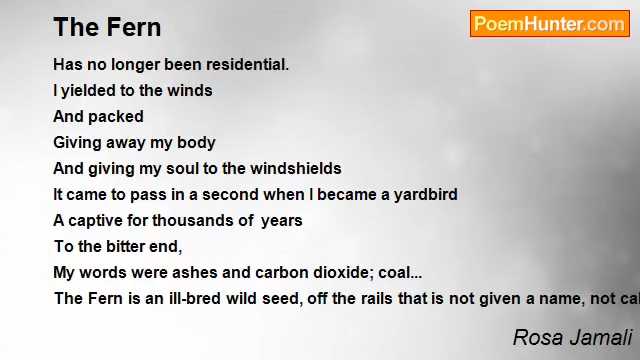 The Fern
PoemHunter.com
Has no longer been residential.
I yielded to the winds
And packed
Giving away my body
And giving my soul to the windshields
It came to pass in a second when I became a yardbird
A captive for thousands of years
To the bitter end,
My words were ashes and carbon dioxide; coal...
The Fern is an ill-bred wild seed, off the rails that is not given a name, not
Rosa Jamali